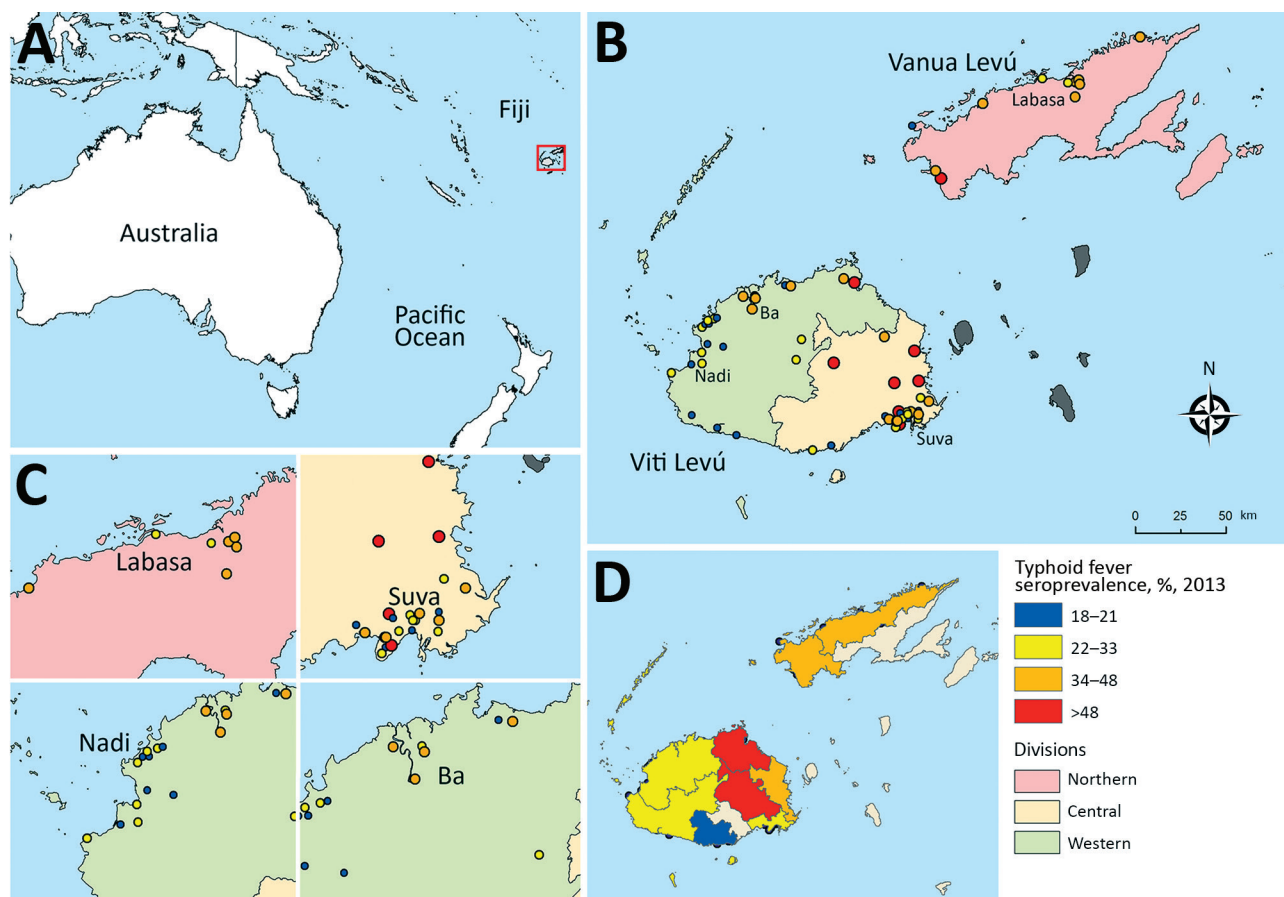 A
Fiji
Australia
Pacific
Ocean
B
Vanua Levú
Labasa
Ba
Nadi
Suva
Viti Levú
N
0 25 50 km
C
Labasa
Suva
Nadi
Ba
D
Typhoid fever
seroprevalence, %, 2013
18–21
22–33
34–48
>48
Divisions
Northern
Central
Western